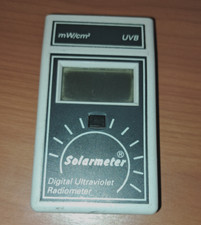 mW/cm² UVB
Solarmeter®
Digital Ultraviolet
Radiometer